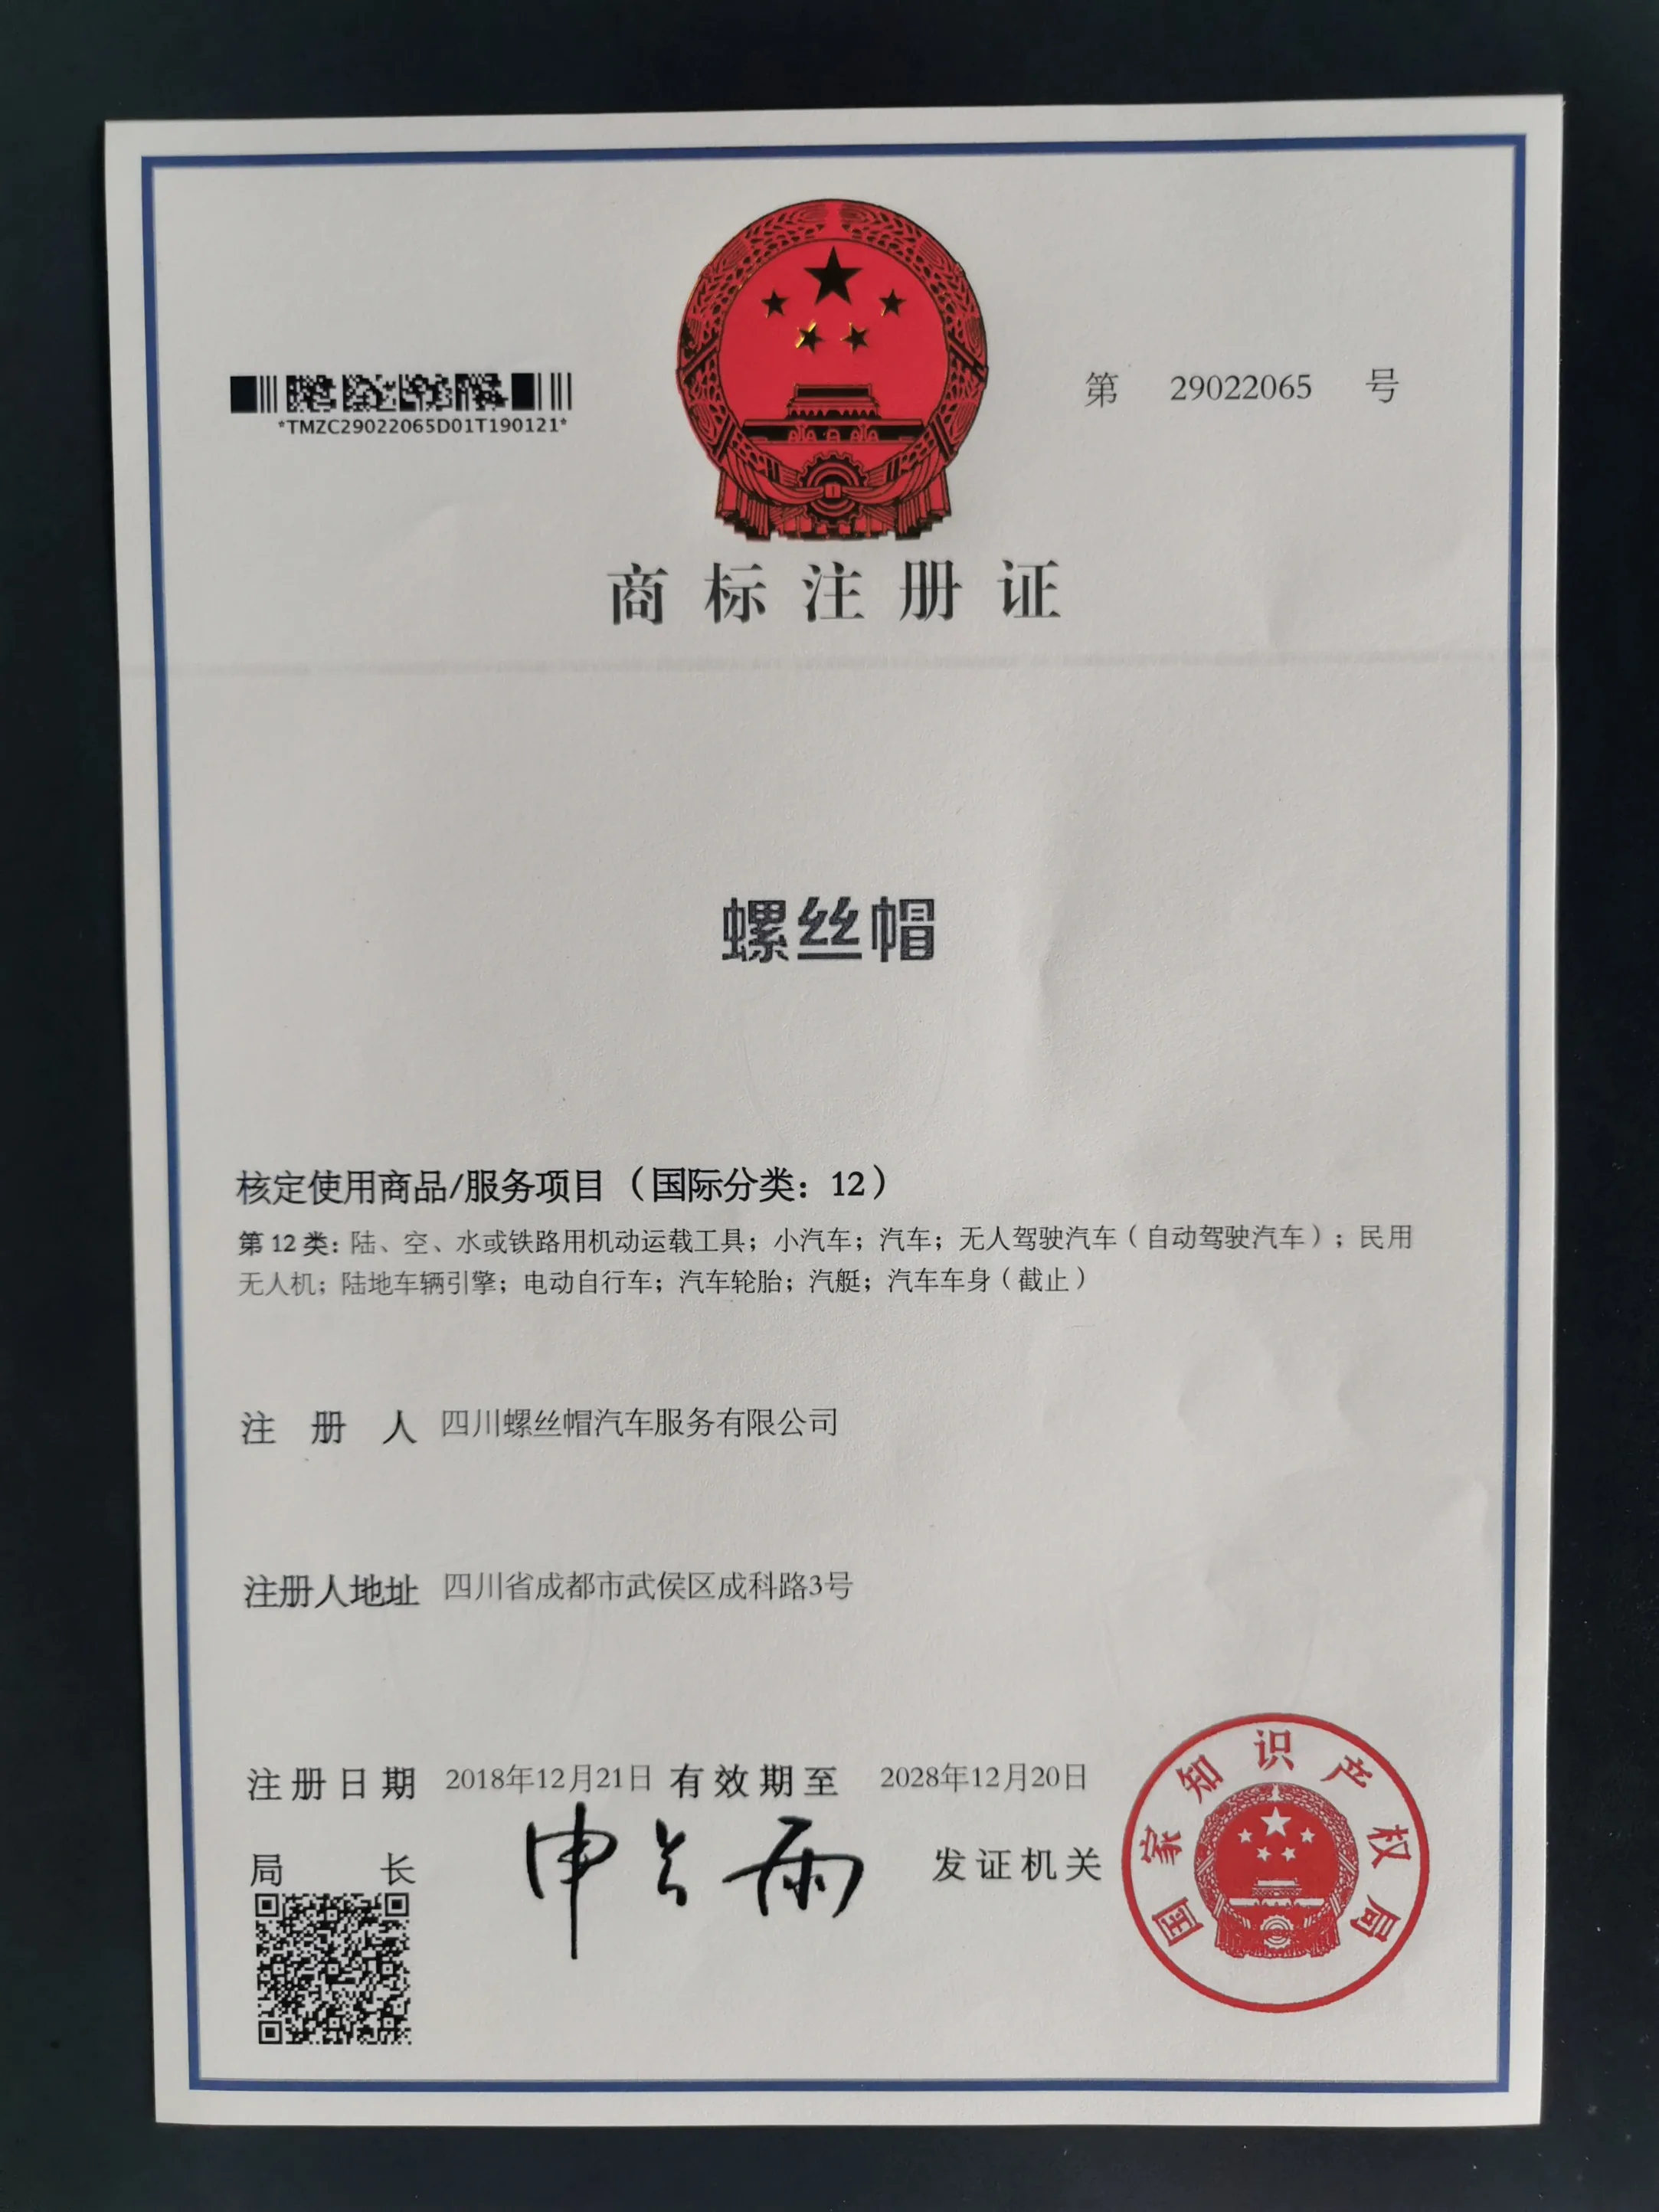 *TMZC29022065D01T190121*
第 29022065 号
商标注册证
螺丝帽
核定使用商品/服务项目（国际分类：12）
第12类：陆、空、水或铁路用机动运载工具；小汽车；汽车；无人驾驶汽车（自动驾驶汽车）；民用
无人机；陆地车辆引擎；电动自行车；汽车轮胎；汽艇；汽车车身（截止）
注册人 四川螺丝帽汽车服务有限公司
注册人地址 四川省成都市武侯区成科路3号
注册日期 2018年12月21日 有效期至 2028年12月20日
局长 申长雨 发证机关
国家知识产权局